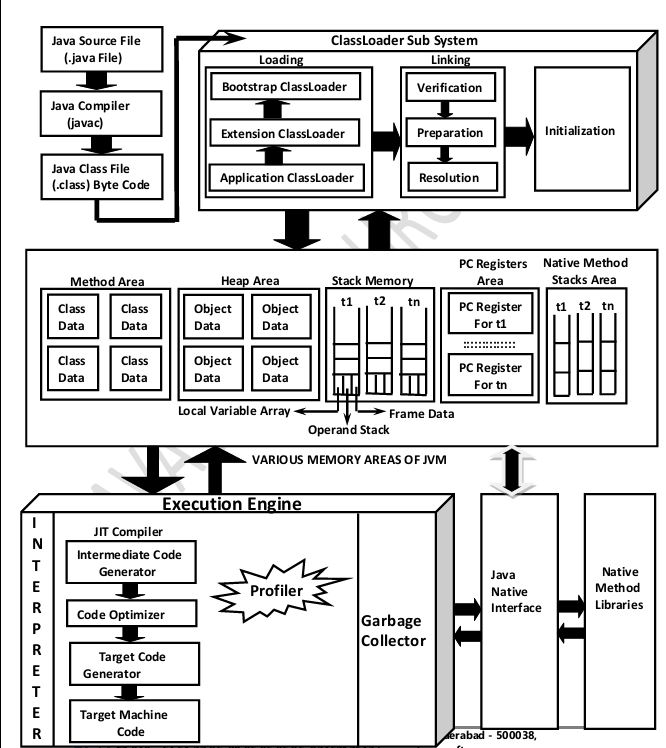 Java Source File
(.java File)
Java Compiler
(javac)
Java Class File
(.class) Byte Code
ClassLoader Sub System
Loading
Bootstrap ClassLoader
Extension ClassLoader
Application ClassLoader
Linking
Verification
Preparation
Resolution
Initialization
Method Area
Class
Data
Class
Data
Class
Data
Class
Data
Heap Area
Object
Data
Object
Data
Object
Data
Object
Data
Stack Memory
t1 t2 tn
Local Variable Array
Operand Stack
Frame Data
PC Registers
Area
PC Register
For t1
PC Register
For tn
Native Method
Stacks Area
t1 t2 tn
VARIOUS MEMORY AREAS OF JVM
Execution Engine
INTERPRETER
JIT Compiler
Intermediate Code
Generator
Code Optimizer
Target Code
Generator
Target Machine
Code
Profiler
Garbage
Collector
Java
Native
Interface
Native
Method
Libraries
derabad - 500038,